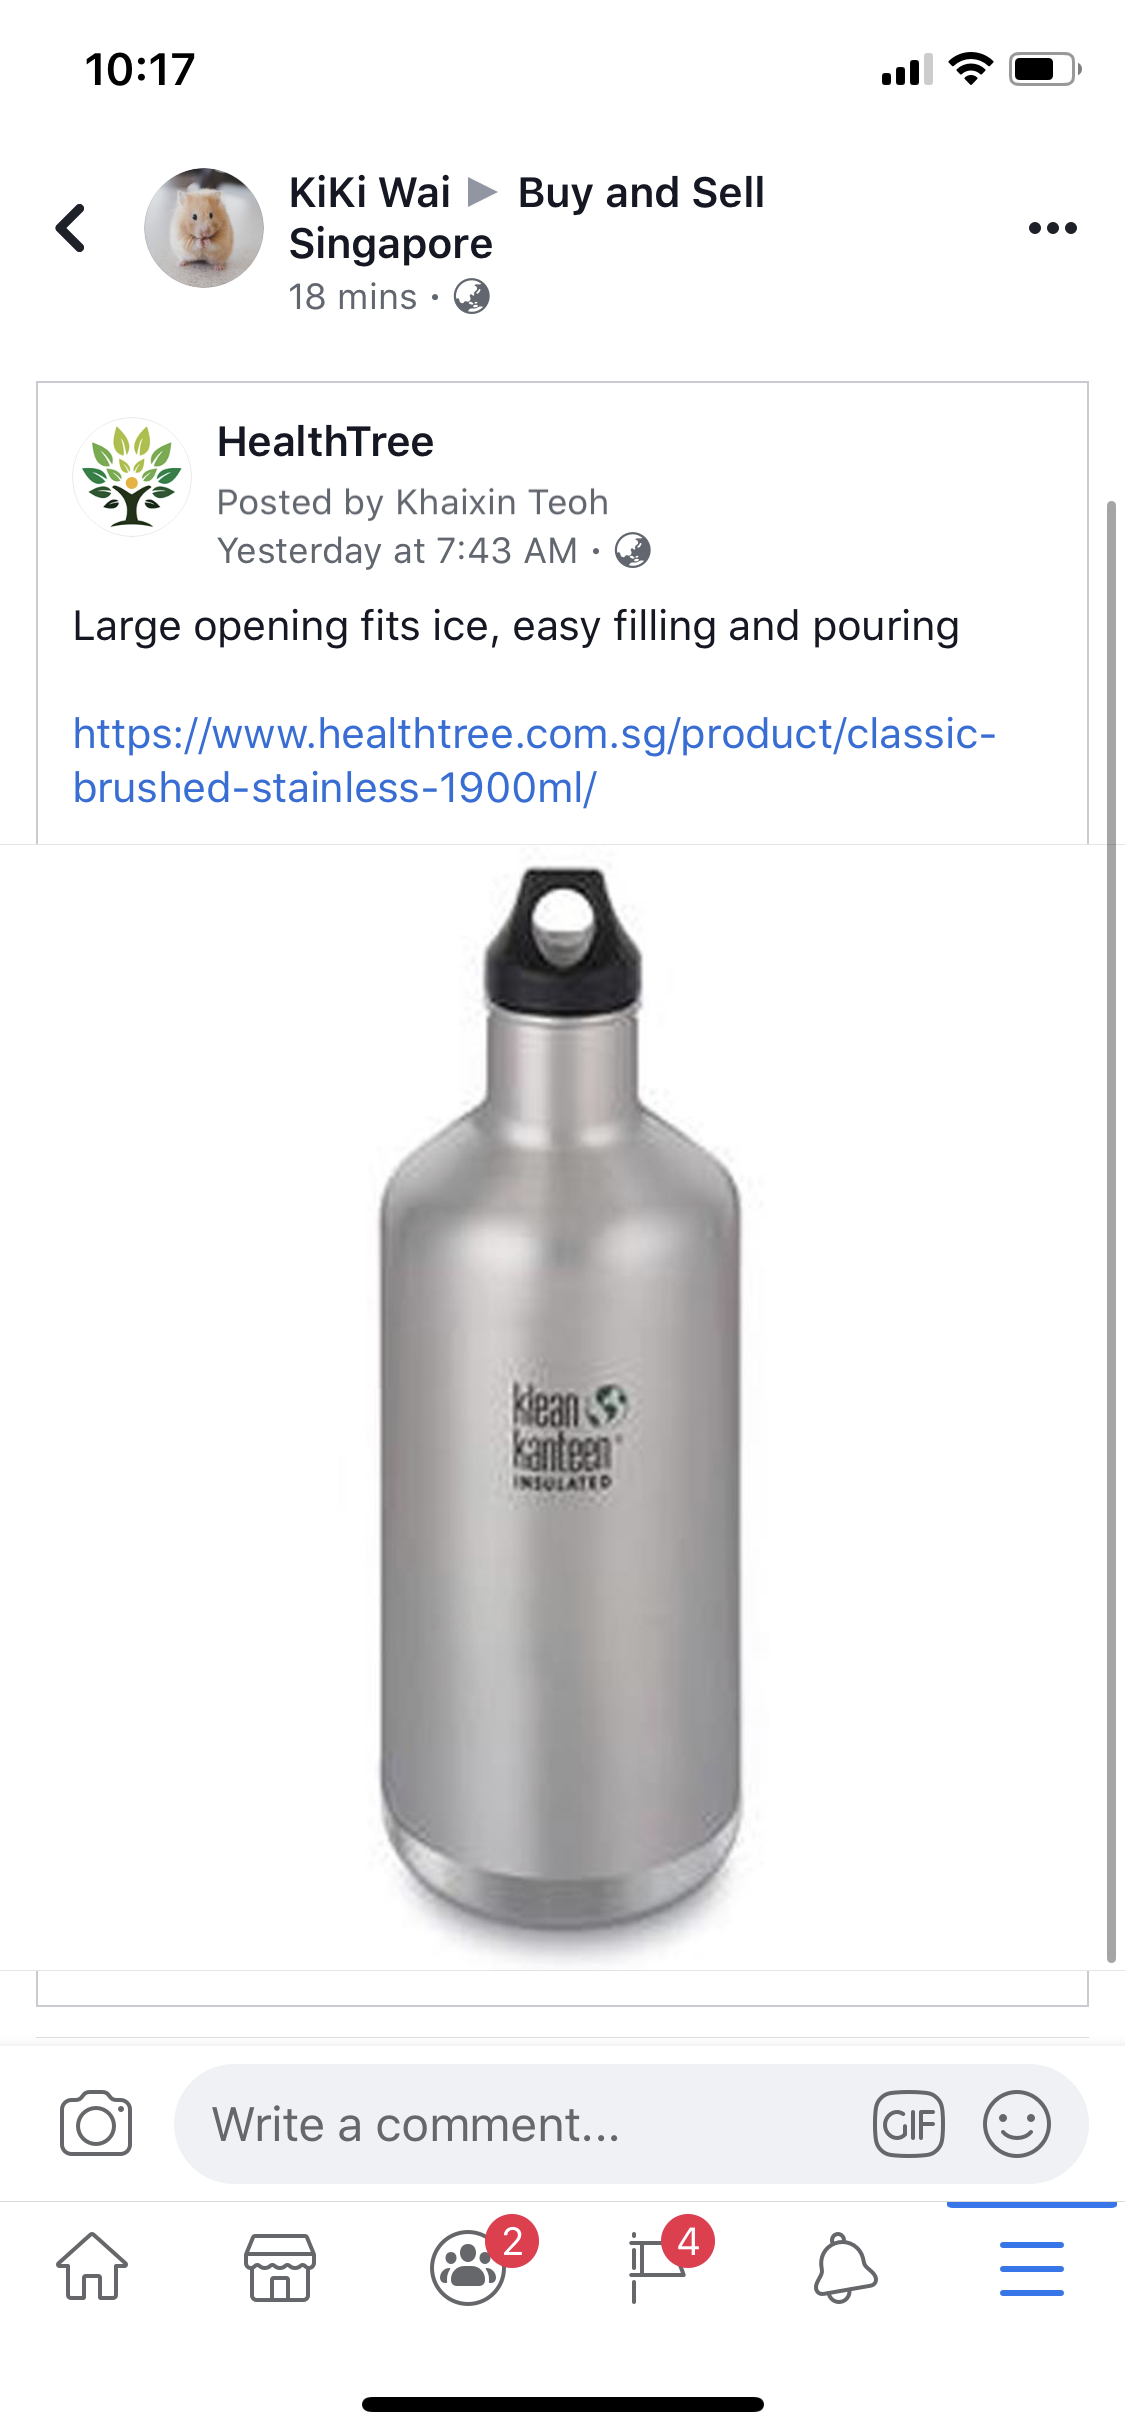 10:17
KiKi Wai ▶ Buy and Sell
Singapore
18 mins ·
HealthTree
Posted by Khaixin Teoh
Yesterday at 7:43 AM ·
Large opening fits ice, easy filling and pouring
https://www.healthtree.com.sg/product/classic-
brushed-stainless-1900ml/
klean
kanteen®
INSULATED
Write a comment...
GIF
2
4